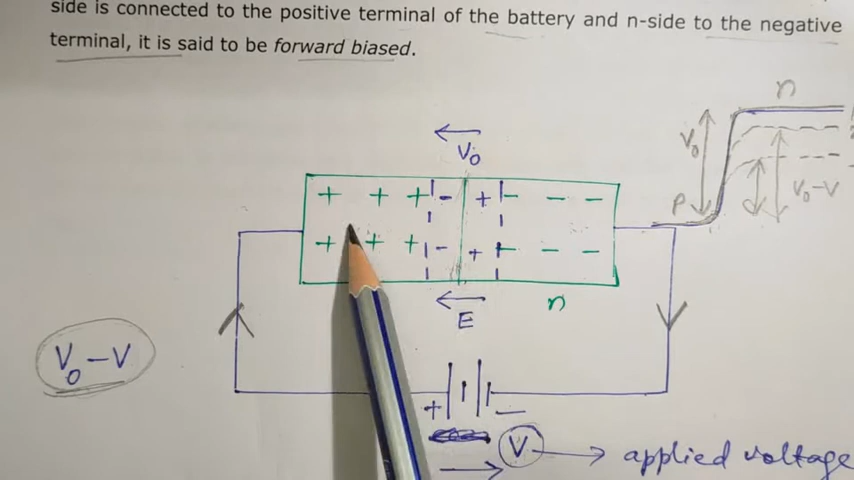 side is connected to the positive terminal of the battery and n-side to the negative
terminal, it is said to be forward biased.
n
V₀
V₀
P
V₀-V
+ + + - + - - -
+ + + - + - - -
E
n
V₀-V
+ -
V → applied voltage